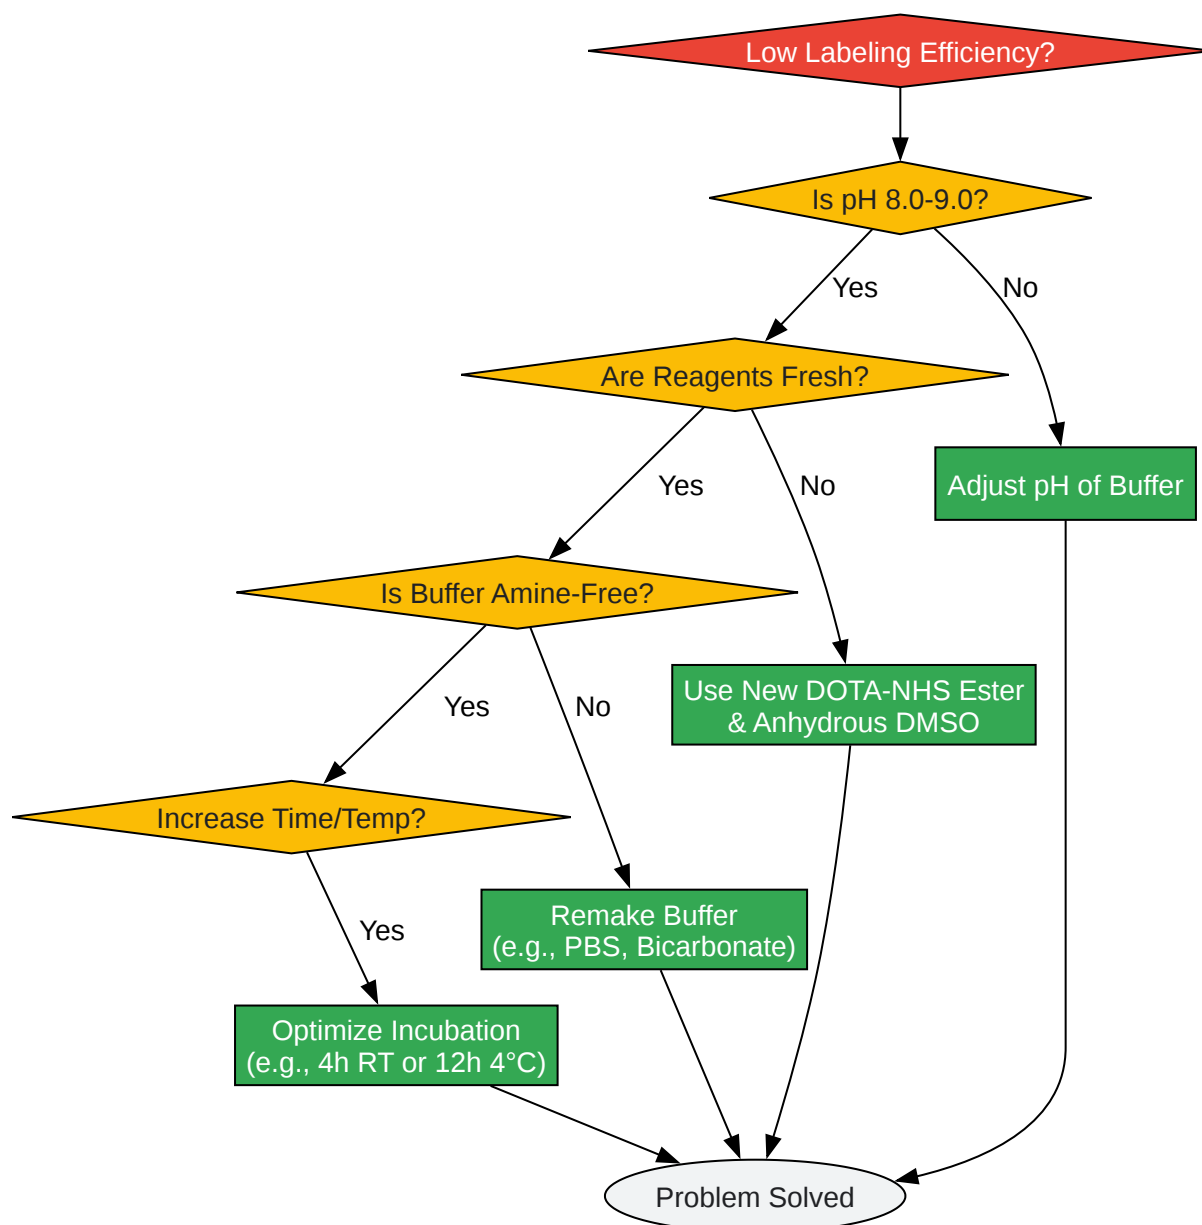 Low Labeling Efficiency?
Is pH 8.0-9.0?
Yes
No
Are Reagents Fresh?
Yes
No
Adjust pH of Buffer
Is Buffer Amine-Free?
Yes
No
Use New DOTA-NHS Ester
& Anhydrous DMSO
Increase Time/Temp?
Yes
Remake Buffer
(e.g., PBS, Bicarbonate)
Optimize Incubation
(e.g., 4h RT or 12h 4°C)
Problem Solved